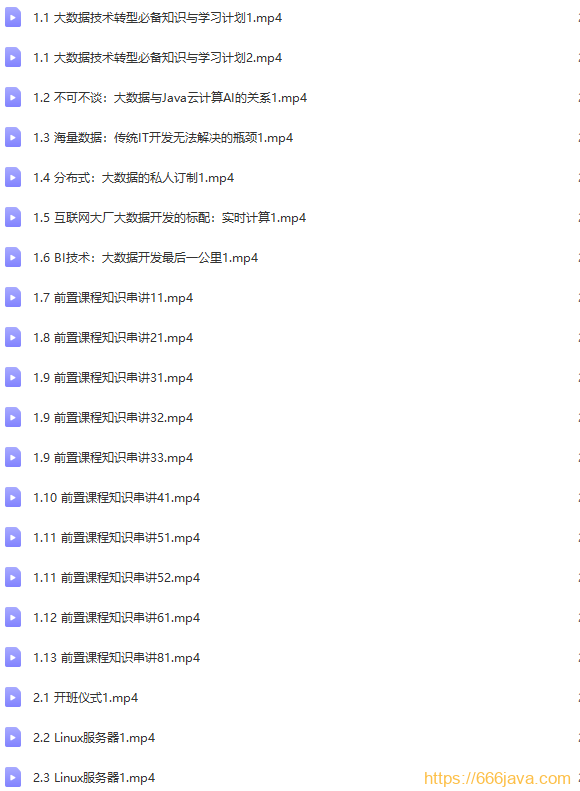 1.1 大数据技术转型必备知识与学习计划1.mp4
1.1 大数据技术转型必备知识与学习计划2.mp4
1.2 不可不谈：大数据与Java云计算AI的关系1.mp4
1.3 海量数据：传统IT开发无法解决的瓶颈1.mp4
1.4 分布式：大数据的私人订制1.mp4
1.5 互联网大厂大数据开发的标配：实时计算1.mp4
1.6 BI技术：大数据开发最后一公里1.mp4
1.7 前置课程知识串讲11.mp4
1.8 前置课程知识串讲21.mp4
1.9 前置课程知识串讲31.mp4
1.9 前置课程知识串讲32.mp4
1.9 前置课程知识串讲33.mp4
1.10 前置课程知识串讲41.mp4
1.11 前置课程知识串讲51.mp4
1.11 前置课程知识串讲52.mp4
1.12 前置课程知识串讲61.mp4
1.13 前置课程知识串讲81.mp4
2.1 开班仪式1.mp4
2.2 Linux服务器1.mp4
2.3 Linux服务器1.mp4
https://666java.com